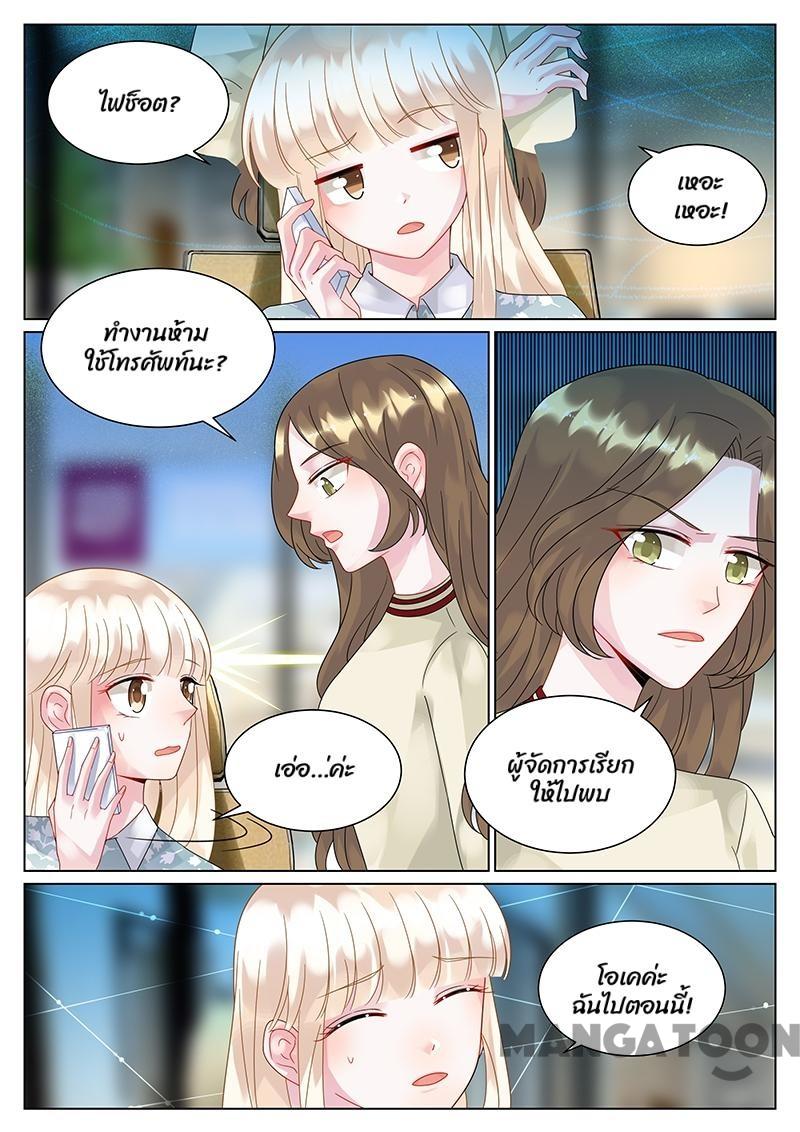 ไฟช็อต?
เหอะ
เหอะ!
ทำงานห้าม
ใช้โทรศัพท์นะ?
เอ่อ...ค่ะ
ผู้จัดการเรียก
ให้ไปพบ
โอเคค่ะ
ฉันไปตอนนี้!
MANGATOON